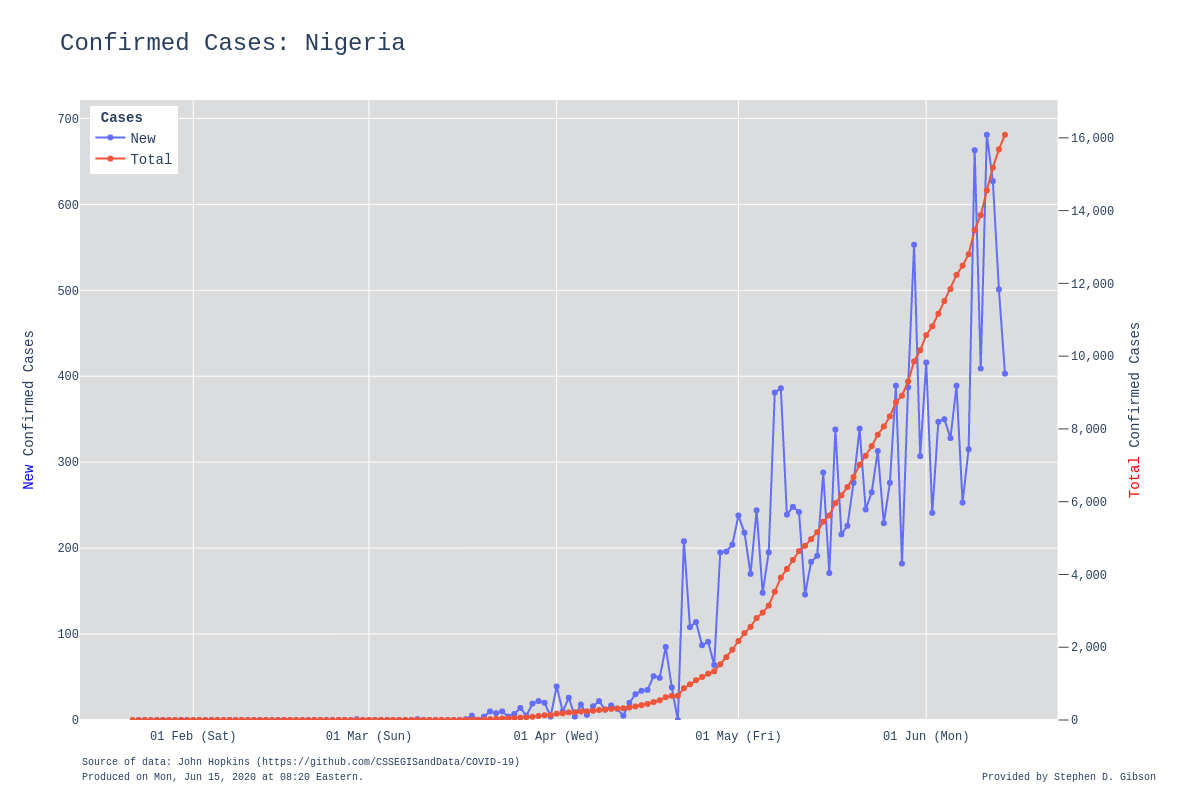 Confirmed Cases: Nigeria
Cases
New
Total
700
600
500
400
300
200
100
0
New Confirmed Cases
16,000
14,000
12,000
10,000
8,000
6,000
4,000
2,000
0
Total Confirmed Cases
01 Feb (Sat)
01 Mar (Sun)
01 Apr (Wed)
01 May (Fri)
01 Jun (Mon)
Source of data: John Hopkins (https://github.com/CSSEGISandData/COVID-19)
Produced on Mon, Jun 15, 2020 at 08:20 Eastern.
Provided by Stephen D. Gibson